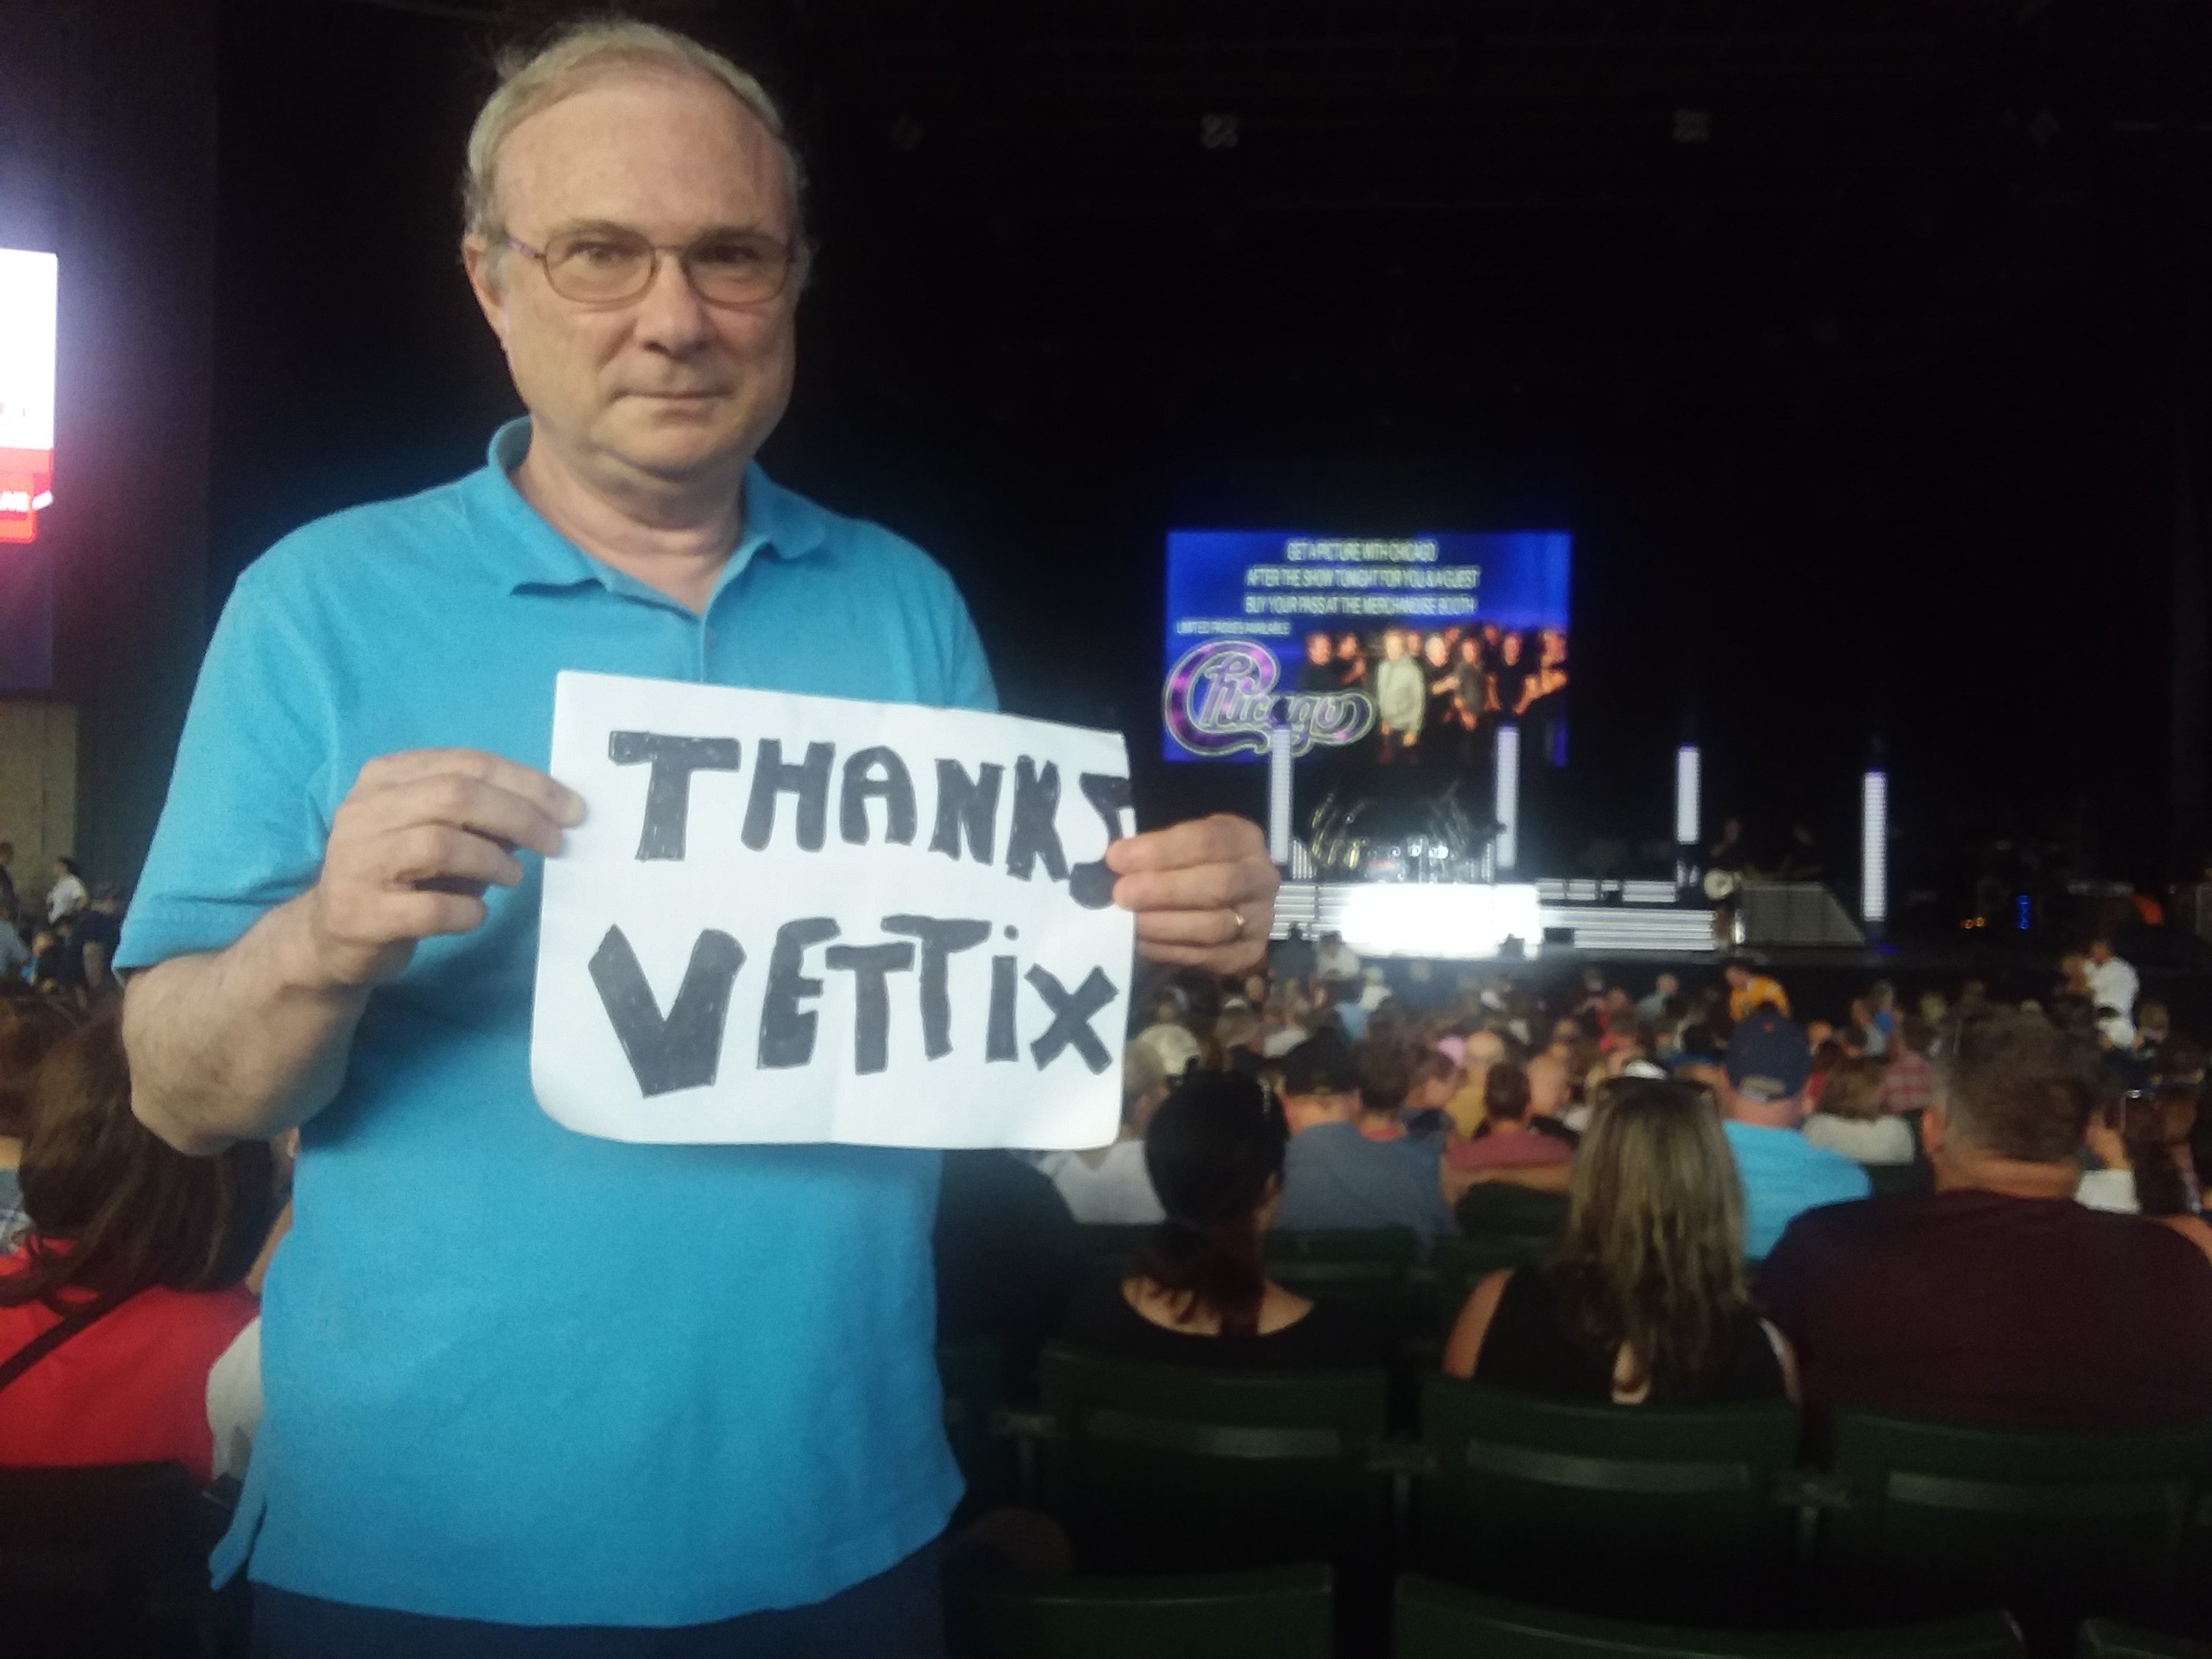 THANKS
VETTix
GET A PICTURE WITH CHICAGO
AFTER THE SHOW TONIGHT FOR YOU & A GUEST
BUY YOUR PASS AT THE MERCHANDISE BOOTH
LIMITED PASSES AVAILABLE
Chicago